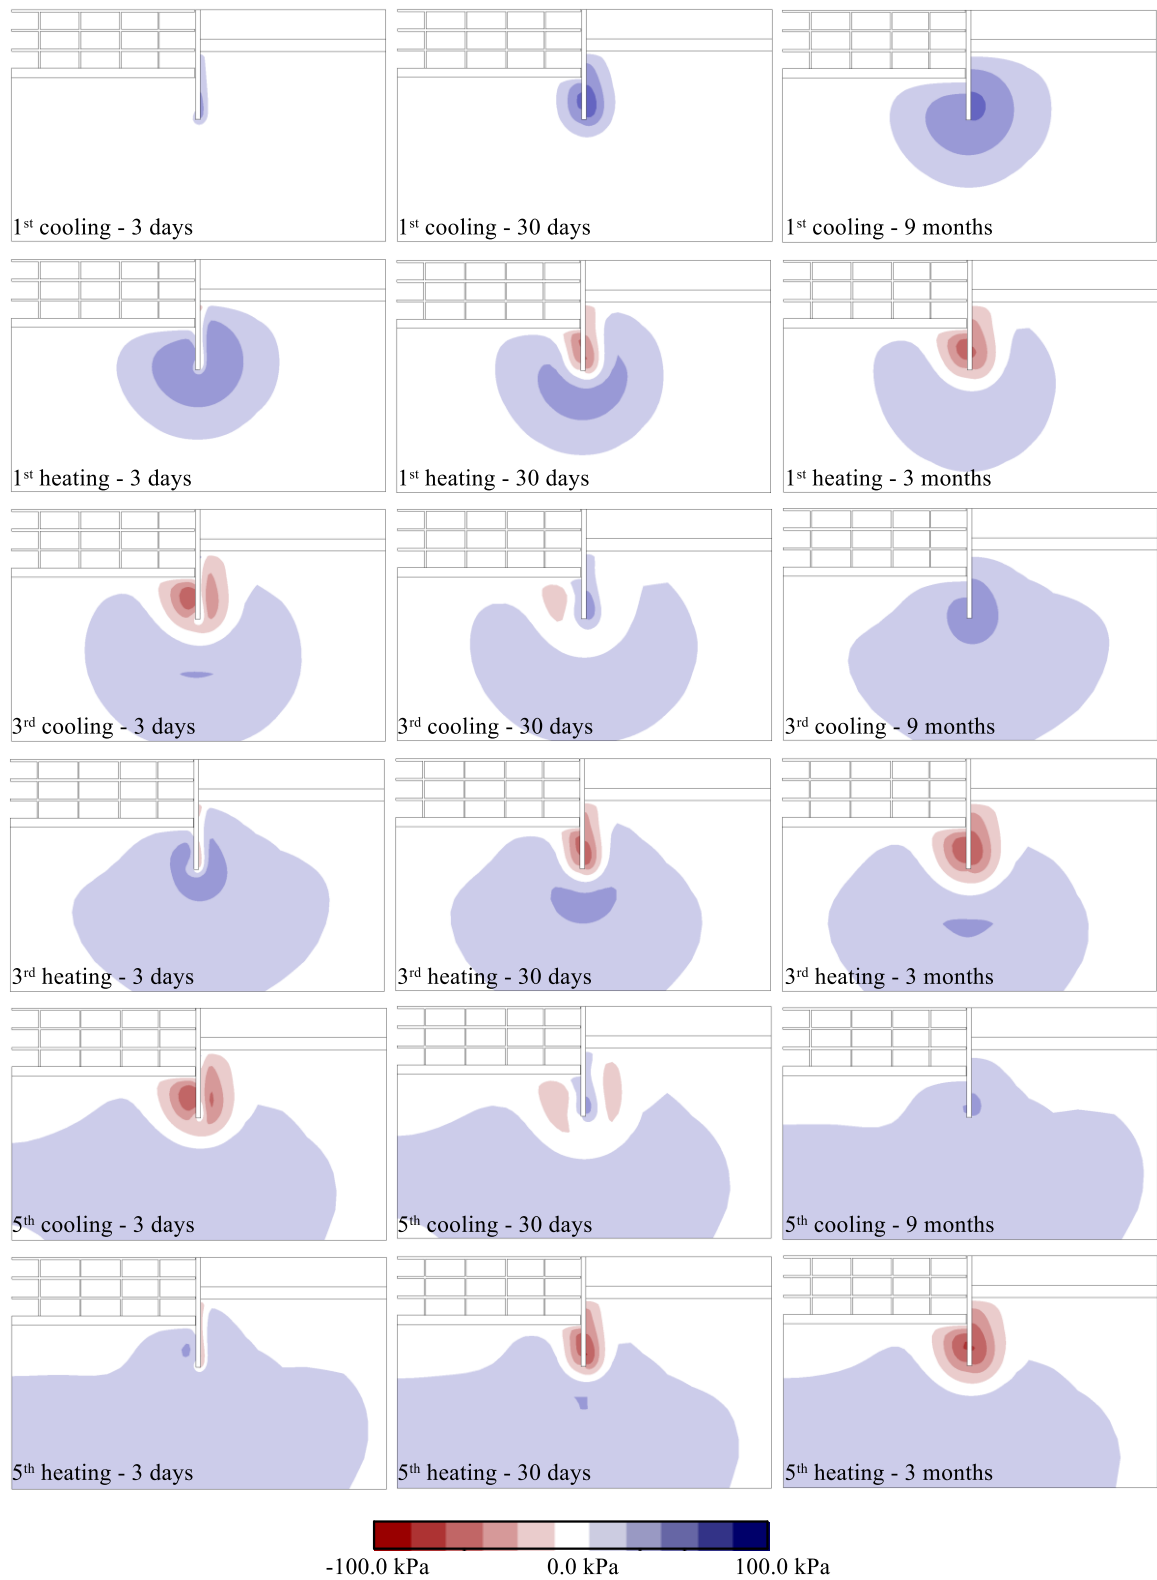 1st cooling - 3 days
1st cooling - 30 days
1st cooling - 9 months
1st heating - 3 days
1st heating - 30 days
1st heating - 3 months
3rd cooling - 3 days
3rd cooling - 30 days
3rd cooling - 9 months
3rd heating - 3 days
3rd heating - 30 days
3rd heating - 3 months
5th cooling - 3 days
5th cooling - 30 days
5th cooling - 9 months
5th heating - 3 days
5th heating - 30 days
5th heating - 3 months
-100.0 kPa
0.0 kPa
100.0 kPa